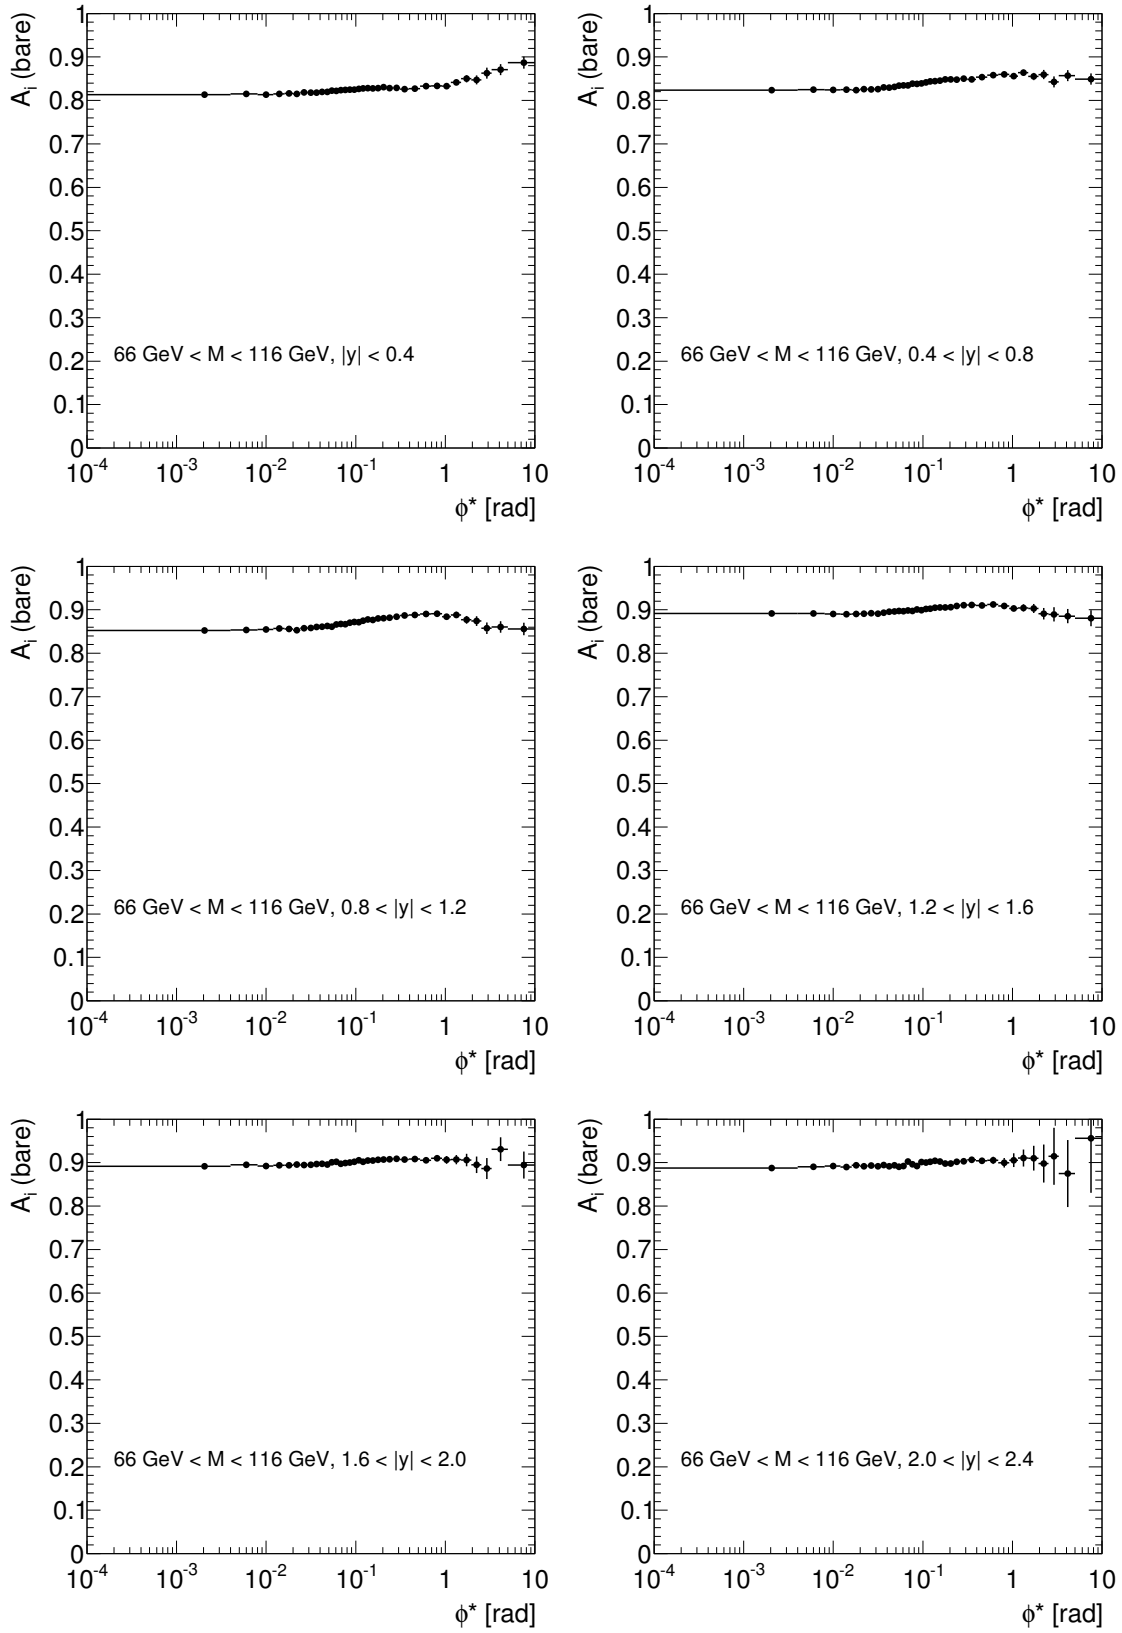 A_i (bare)
1
0.9
0.8
0.7
0.6
0.5
0.4
0.3
0.2
0.1
0
66 GeV < M < 116 GeV, |y| < 0.4
10^-4 10^-3 10^-2 10^-1 1 10
ϕ* [rad]
A_i (bare)
1
0.9
0.8
0.7
0.6
0.5
0.4
0.3
0.2
0.1
0
66 GeV < M < 116 GeV, 0.4 < |y| < 0.8
10^-4 10^-3 10^-2 10^-1 1 10
ϕ* [rad]
A_i (bare)
1
0.9
0.8
0.7
0.6
0.5
0.4
0.3
0.2
0.1
0
66 GeV < M < 116 GeV, 0.8 < |y| < 1.2
10^-4 10^-3 10^-2 10^-1 1 10
ϕ* [rad]
A_i (bare)
1
0.9
0.8
0.7
0.6
0.5
0.4
0.3
0.2
0.1
0
66 GeV < M < 116 GeV, 1.2 < |y| < 1.6
10^-4 10^-3 10^-2 10^-1 1 10
ϕ* [rad]
A_i (bare)
1
0.9
0.8
0.7
0.6
0.5
0.4
0.3
0.2
0.1
0
66 GeV < M < 116 GeV, 1.6 < |y| < 2.0
10^-4 10^-3 10^-2 10^-1 1 10
ϕ* [rad]
A_i (bare)
1
0.9
0.8
0.7
0.6
0.5
0.4
0.3
0.2
0.1
0
66 GeV < M < 116 GeV, 2.0 < |y| < 2.4
10^-4 10^-3 10^-2 10^-1 1 10
ϕ* [rad]